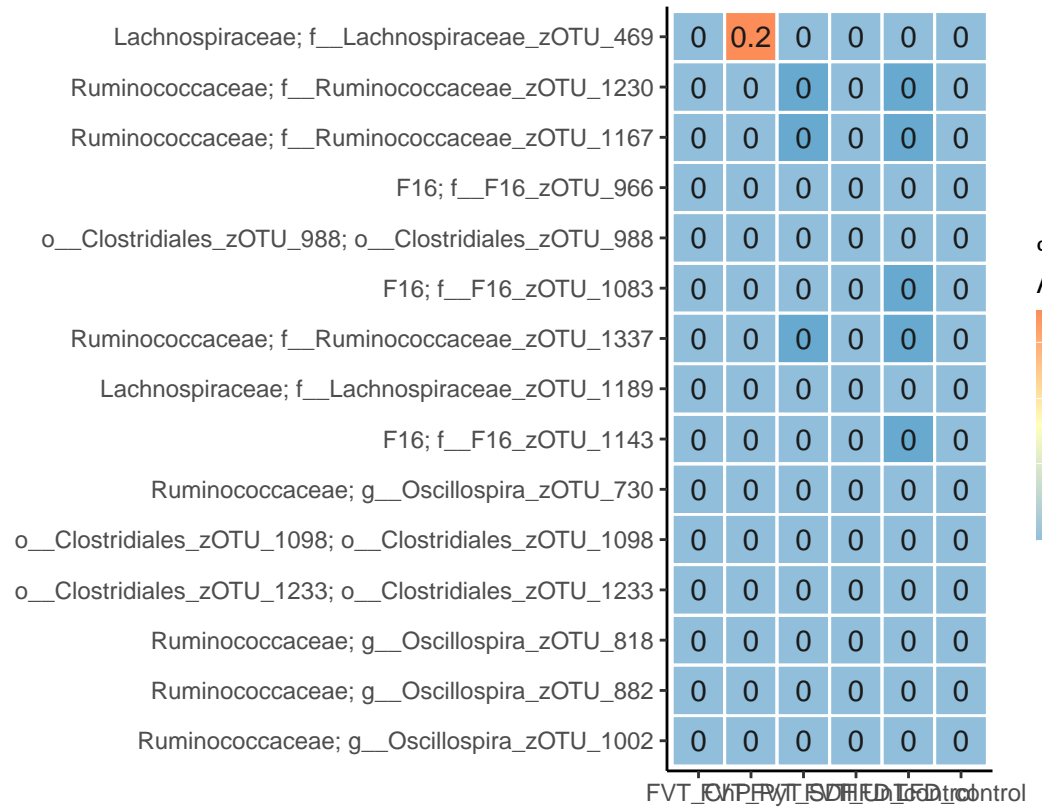 Lachnospiraceae; f__Lachnospiraceae_zOTU_469 0 0.2 0 0 0 0
Ruminococcaceae; f__Ruminococcaceae_zOTU_1230 0 0 0 0 0 0
Ruminococcaceae; f__Ruminococcaceae_zOTU_1167 0 0 0 0 0 0
F16; f__F16_zOTU_966 0 0 0 0 0 0
o__Clostridiales_zOTU_988; o__Clostridiales_zOTU_988 0 0 0 0 0 0
F16; f__F16_zOTU_1083 0 0 0 0 0 0
Ruminococcaceae; f__Ruminococcaceae_zOTU_1337 0 0 0 0 0 0
Lachnospiraceae; f__Lachnospiraceae_zOTU_1189 0 0 0 0 0 0
F16; f__F16_zOTU_1143 0 0 0 0 0 0
Ruminococcaceae; g__Oscillospira_zOTU_730 0 0 0 0 0 0
o__Clostridiales_zOTU_1098; o__Clostridiales_zOTU_1098 0 0 0 0 0 0
o__Clostridiales_zOTU_1233; o__Clostridiales_zOTU_1233 0 0 0 0 0 0
Ruminococcaceae; g__Oscillospira_zOTU_818 0 0 0 0 0 0
Ruminococcaceae; g__Oscillospira_zOTU_882 0 0 0 0 0 0
Ruminococcaceae; g__Oscillospira_zOTU_1002 0 0 0 0 0 0